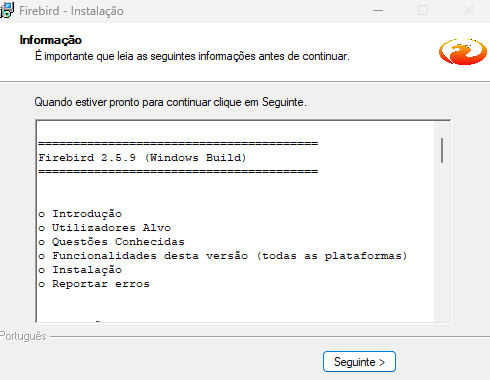 Firebird - Instalação
Informação
É importante que leia as seguintes informações antes de continuar.
Quando estiver pronto para continuar clique em Seguinte.
========================================
Firebird 2.5.9 (Windows Build)
========================================
o Introdução
o Utilizadores Alvo
o Questões Conhecidas
o Funcionalidades desta versão (todas as plataformas)
o Instalação
o Reportar erros
Português
Seguinte >